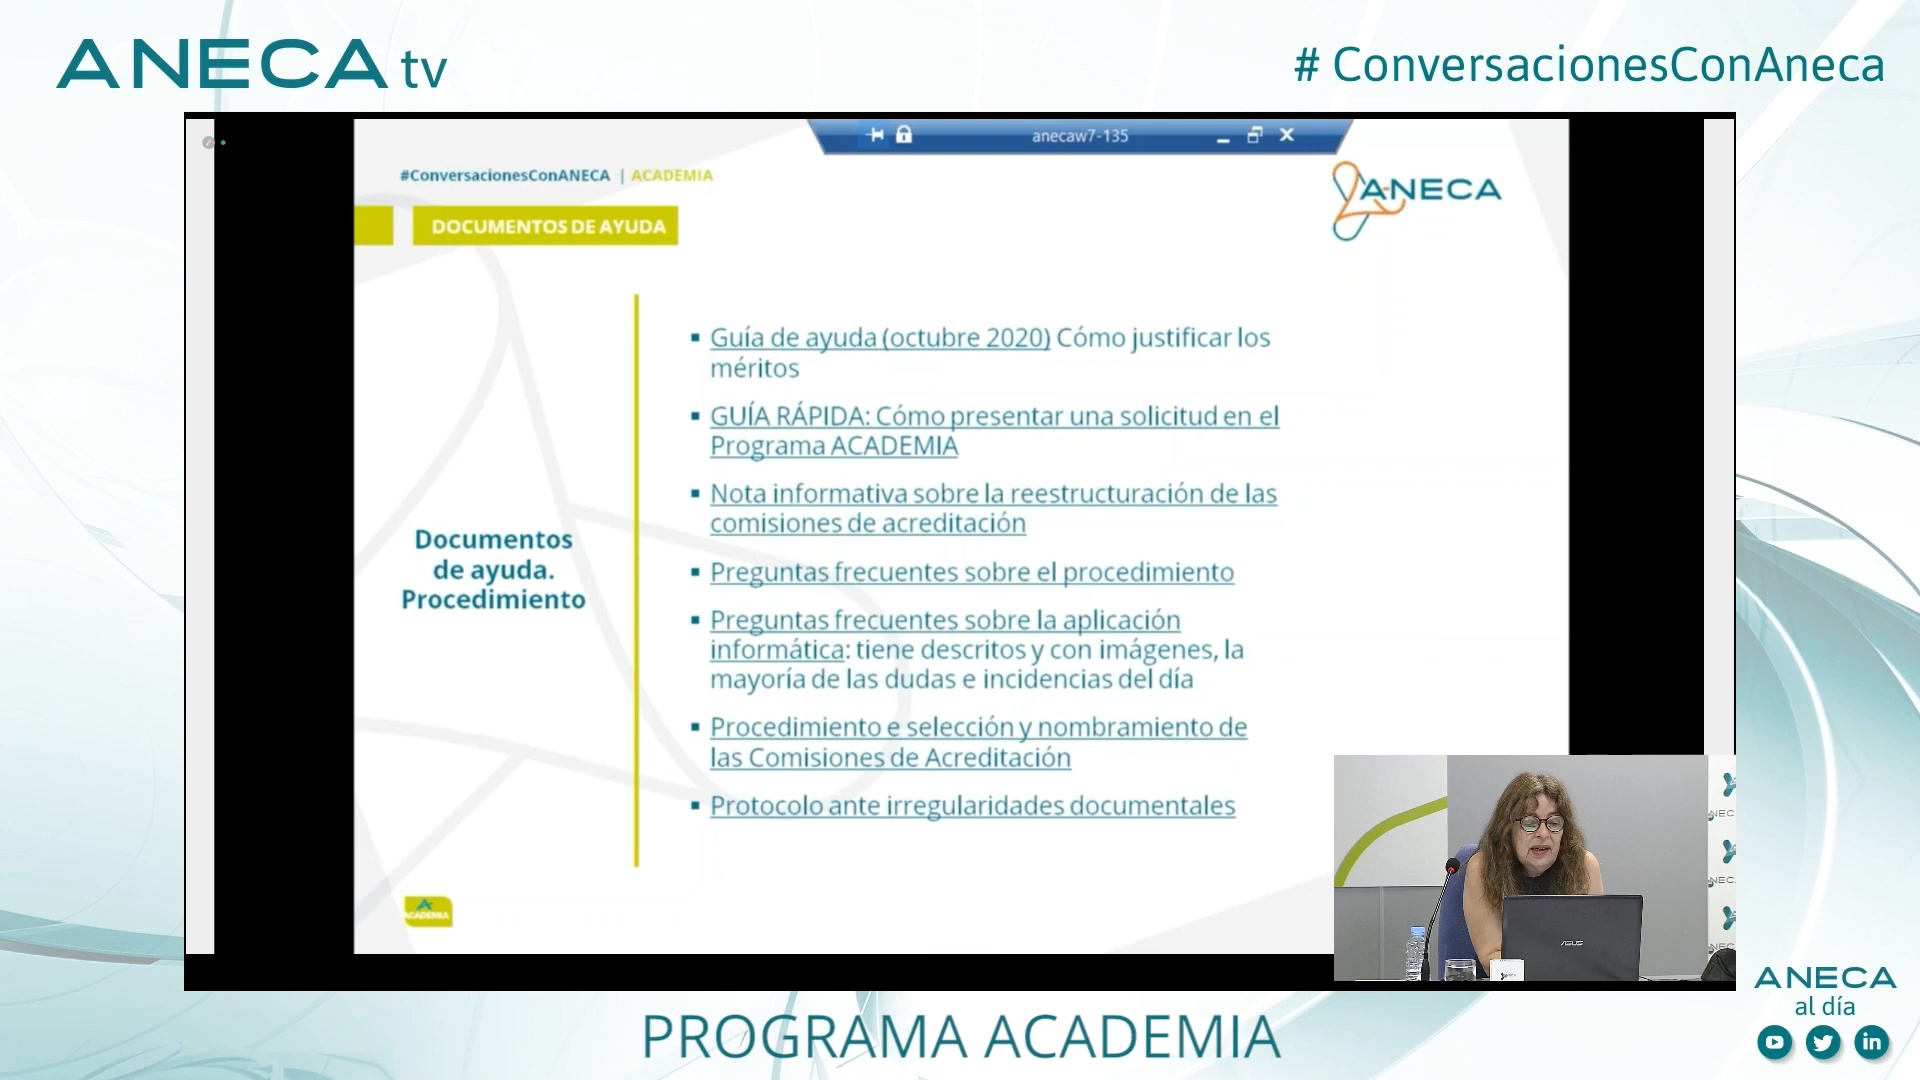 ANECA tv
# ConversacionesConAneca
anecaw7-135
#ConversacionesConANECA | ACADEMIA
ANECA
DOCUMENTOS DE AYUDA
Documentos
de ayuda.
Procedimiento
▪ Guía de ayuda (octubre 2020) Cómo justificar los
méritos
▪ GUÍA RÁPIDA: Cómo presentar una solicitud en el
Programa ACADEMIA
▪ Nota informativa sobre la reestructuración de las
comisiones de acreditación
▪ Preguntas frecuentes sobre el procedimiento
▪ Preguntas frecuentes sobre la aplicación
informática: tiene descritos y con imágenes, la
mayoría de las dudas e incidencias del día
▪ Procedimiento e selección y nombramiento de
las Comisiones de Acreditación
▪ Protocolo ante irregularidades documentales
ACADEMIA
ASUS
PROGRAMA ACADEMIA
ANECA
al día
in